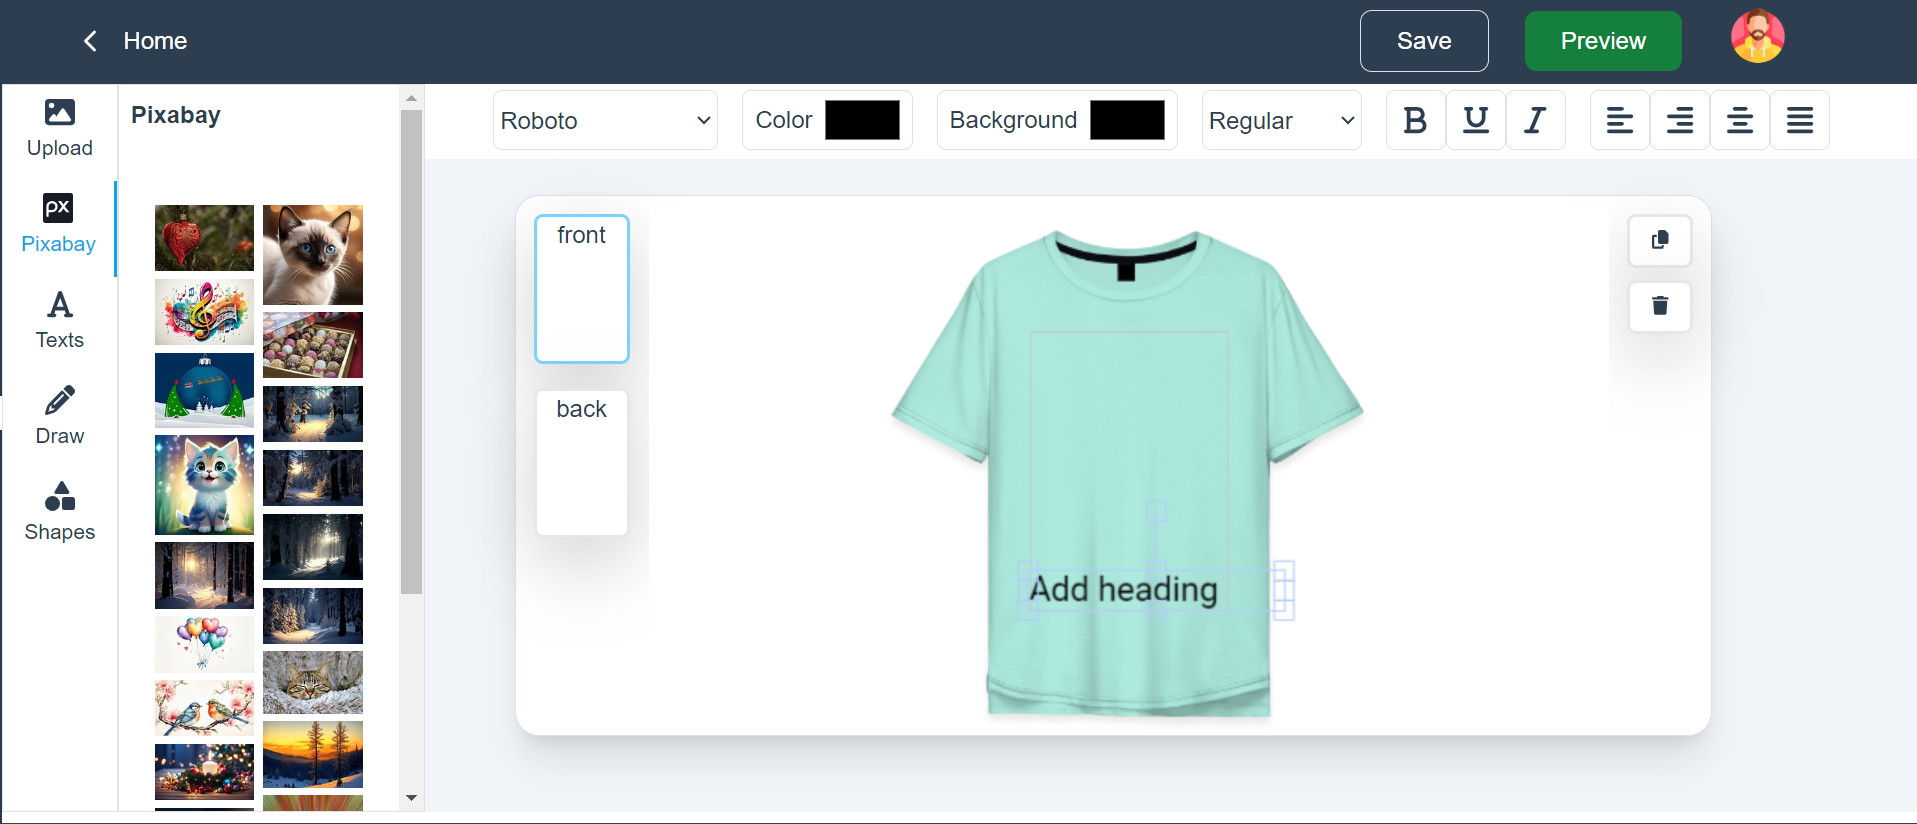 Home
Save
Preview
Upload
Pixabay
Texts
Draw
Shapes
Pixabay
Roboto
Color
Background
Regular
B
U
I
front
back
Add heading